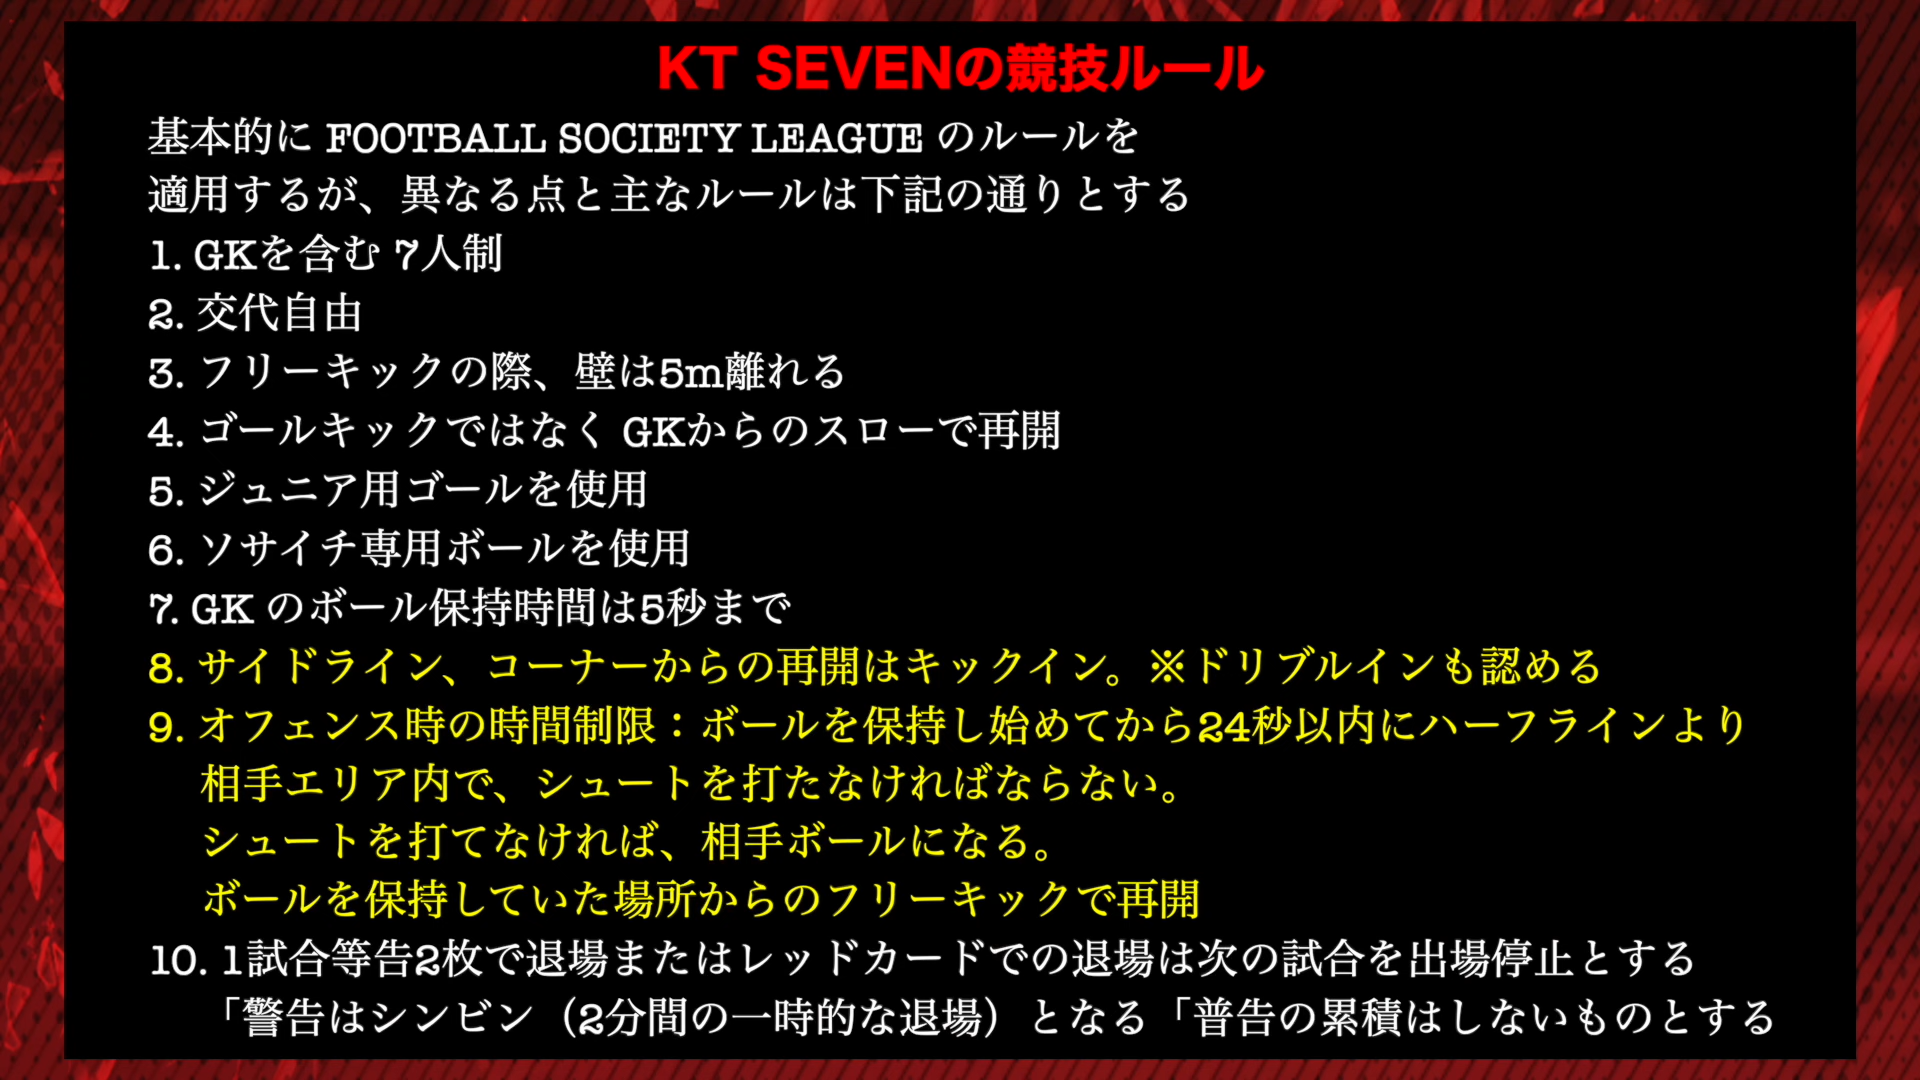 KT SEVENの競技ルール
基本的に FOOTBALL SOCIETY LEAGUE のルールを
適用するが、異なる点と主なルールは下記の通りとする
1. GKを含む 7人制
2. 交代自由
3. フリーキックの際、壁は5m離れる
4. ゴールキックではなく GKからのスローで再開
5. ジュニア用ゴールを使用
6. ソサイチ専用ボールを使用
7. GK のボール保持時間は5秒まで
8. サイドライン、コーナーからの再開はキックイン。※ドリブルインも認める
9. オフェンス時の時間制限：ボールを保持し始めてから24秒以内にハーフラインより
相手エリア内で、シュートを打たなければならない。
シュートを打てなければ、相手ボールになる。
ボールを保持していた場所からのフリーキックで再開
10. 1試合等告2枚で退場またはレッドカードでの退場は次の試合を出場停止とする
「警告はシンビン（2分間の一時的な退場）となる「普告の累積はしないものとする